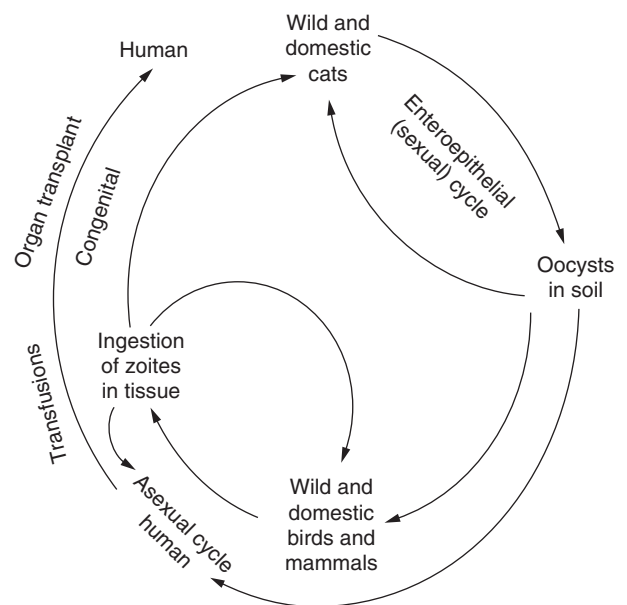 Human
Wild and
domestic
cats
Organ transplant
Congenital
Transfusions
Enteroepithelial
(sexual) cycle
Oocysts
in soil
Ingestion
of zoites
in tissue
Asexual cycle
human
Wild and
domestic
birds and
mammals